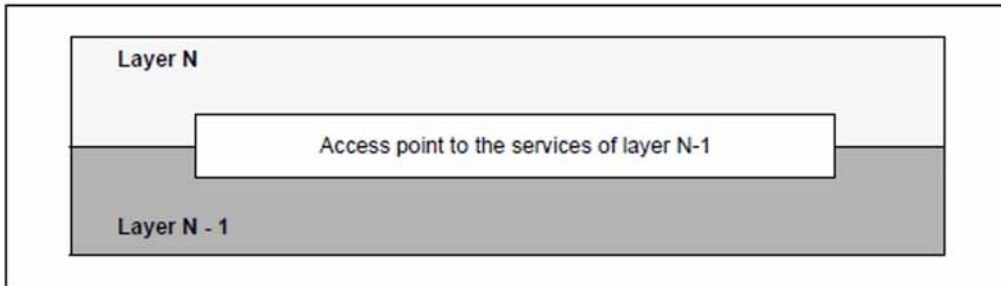 Layer N
Access point to the services of layer N-1
Layer N - 1